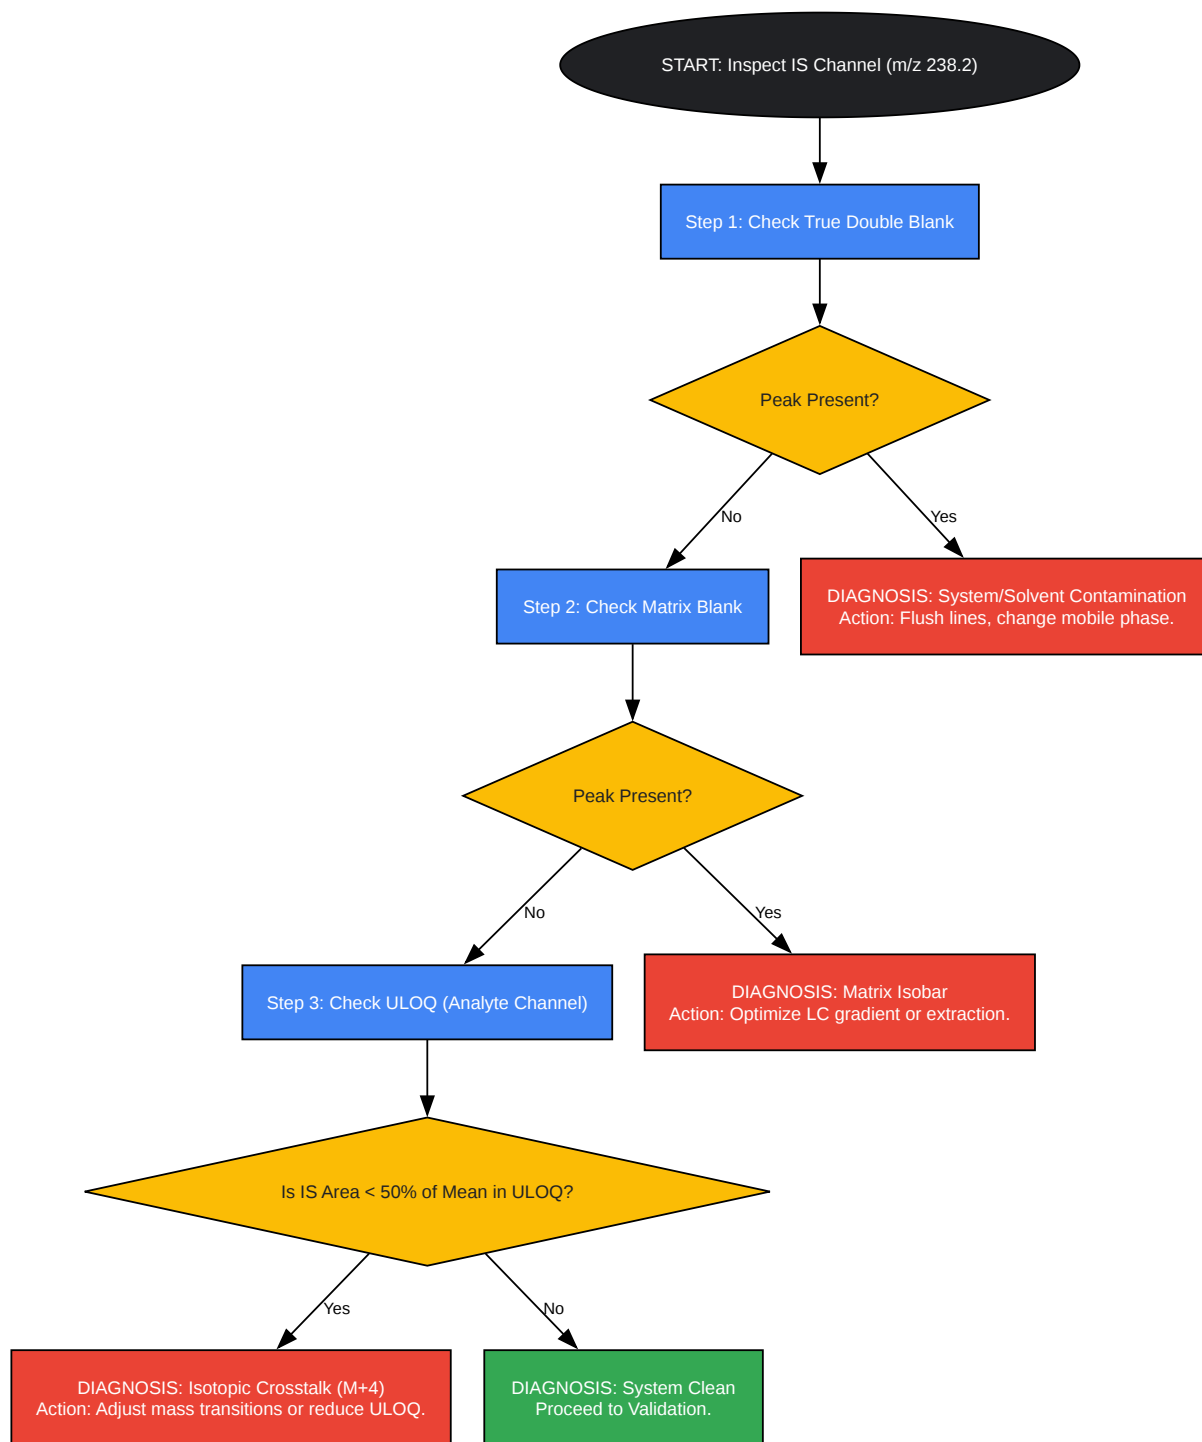 START: Inspect IS Channel (m/z 238.2)
Step 1: Check True Double Blank
Peak Present?
No
Yes
Step 2: Check Matrix Blank
DIAGNOSIS: System/Solvent Contamination
Action: Flush lines, change mobile phase.
Peak Present?
No
Yes
Step 3: Check ULOQ (Analyte Channel)
DIAGNOSIS: Matrix Isobar
Action: Optimize LC gradient or extraction.
Is IS Area < 50% of Mean in ULOQ?
Yes
No
DIAGNOSIS: Isotopic Crosstalk (M+4)
Action: Adjust mass transitions or reduce ULOQ.
DIAGNOSIS: System Clean
Proceed to Validation.